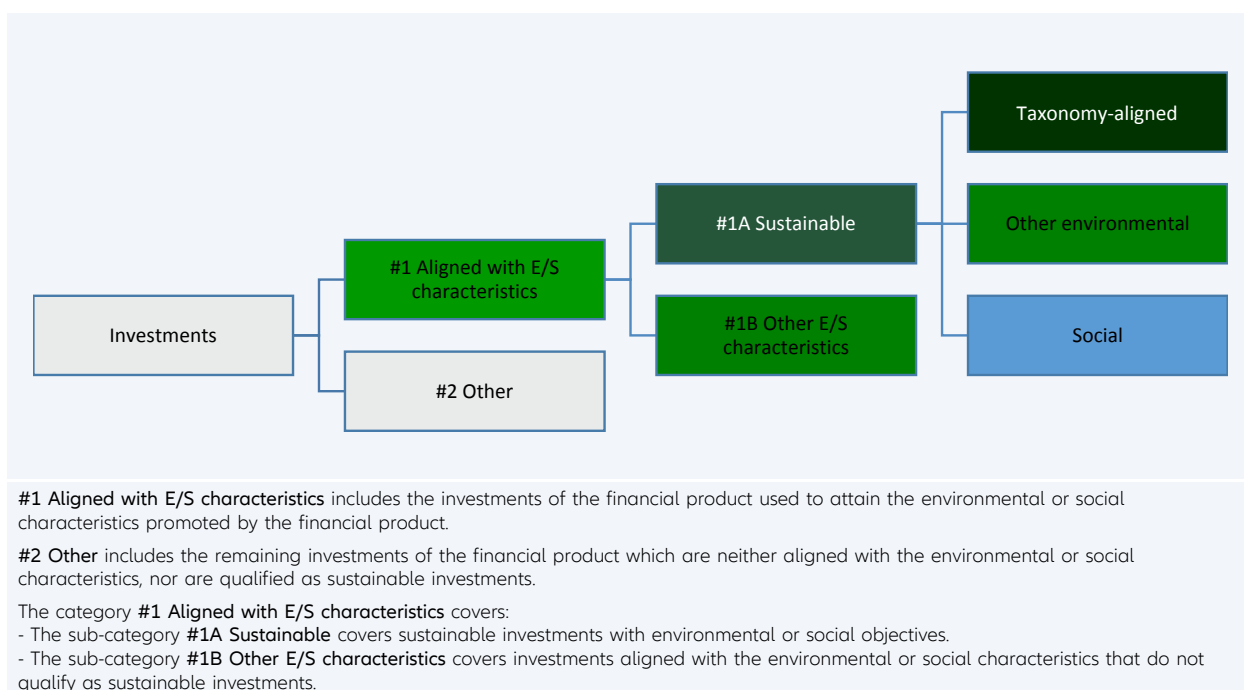 Taxonomy-aligned
#1A Sustainable
Other environmental
#1 Aligned with E/S
characteristics
#1B Other E/S
characteristics
Investments
Social
#2 Other
#1 Aligned with E/S characteristics includes the investments of the financial product used to attain the environmental or social
characteristics promoted by the financial product.
#2 Other includes the remaining investments of the financial product which are neither aligned with the environmental or social
characteristics, nor are qualified as sustainable investments.
The category #1 Aligned with E/S characteristics covers:
- The sub-category #1A Sustainable covers sustainable investments with environmental or social objectives.
- The sub-category #1B Other E/S characteristics covers investments aligned with the environmental or social characteristics that do not
qualify as sustainable investments.